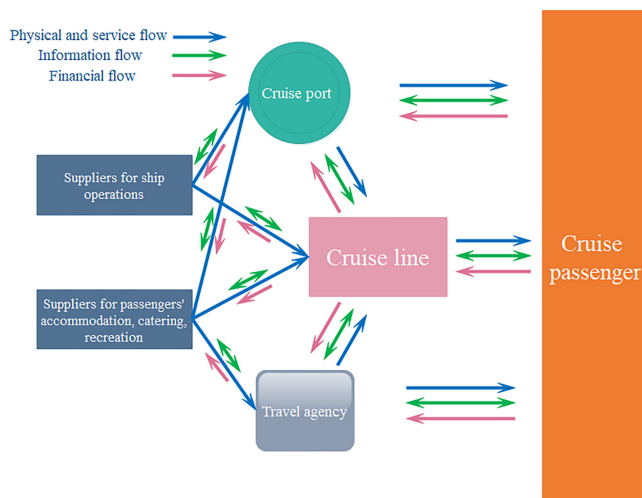 Physical and service flow
Information flow
Financial flow
Cruise port
Suppliers for ship
operations
Cruise line
Cruise
passenger
Suppliers for passengers'
accommodation, catering,
recreation
Travel agency